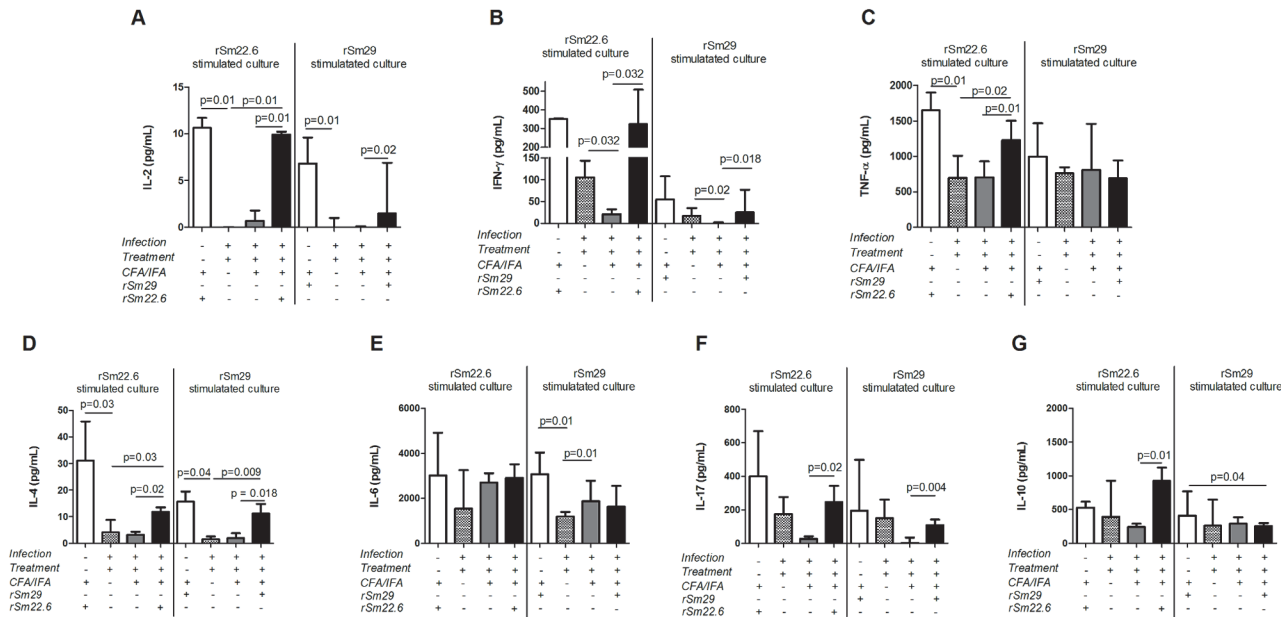 A
rSm22.6
stimulated culture
rSm29
stimulatated culture
IL-2 (pg/mL)
15
10
5
0
p=0.01
p=0.01
p=0.01
p=0.01
p=0.02
Infection - + + + - + + +
Treatment - + + + - + + +
CFA/IFA + - + + + - + +
rSm29 - - - - + - - +
rSm22.6 + - - + - - - -
B
rSm22.6
stimulated culture
rSm29
stimulatated culture
IFN-γ (pg/mL)
500
400
300
200
150
100
50
0
p=0.032
p=0.032
p=0.018
p=0.02
Infection - + + + - + + +
Treatment - + + + - + + +
CFA/IFA + - + + + - + +
rSm29 - - - - + - - +
rSm22.6 + - - + - - - -
C
rSm22.6
stimulated culture
rSm29
stimulatated culture
TNF-α (pg/mL)
2000
1500
1000
500
0
p=0.01
p=0.02
p=0.01
Infection - + + + - + + +
Treatment - + + + - + + +
CFA/IFA + - + + + - + +
rSm29 - - - - + - - +
rSm22.6 + - - + - - - -
D
rSm22.6
stimulated culture
rSm29
stimulatated culture
IL-4 (pg/mL)
50
40
30
20
10
0
p=0.03
p=0.03
p=0.02
p=0.04
p=0.009
p = 0.018
Infection - + + + - + + +
Treatment - + + + - + + +
CFA/IFA + - + + + - + +
rSm29 - - - - + - - +
rSm22.6 + - - + - - - -
E
rSm22.6
stimulated culture
rSm29
stimulatated culture
IL-6 (pg/mL)
6000
4000
2000
0
p=0.01
p=0.01
Infection - + + + - + + +
Treatment - + + + - + + +
CFA/IFA + - + + + - + +
rSm29 - - - - + - - +
rSm22.6 + - - + - - - -
F
rSm22.6
stimulated culture
rSm29
stimulatated culture
IL-17 (pg/mL)
800
600
400
200
0
p=0.02
p=0.004
Infection - + + + - + + +
Treatment - + + + - + + +
CFA/IFA + - + + + - + +
rSm29 - - - - + - - +
rSm22.6 + - - + - - - -
G
rSm22.6
stimulated culture
rSm29
stimulatated culture
IL-10 (pg/mL)
2000
1500
1000
500
0
p=0.01
p=0.04
Infection - + + + - + + +
Treatment - + + + - + + +
CFA/IFA + - + + + - + +
rSm29 - - - - + - - +
rSm22.6 + - - + - - - -